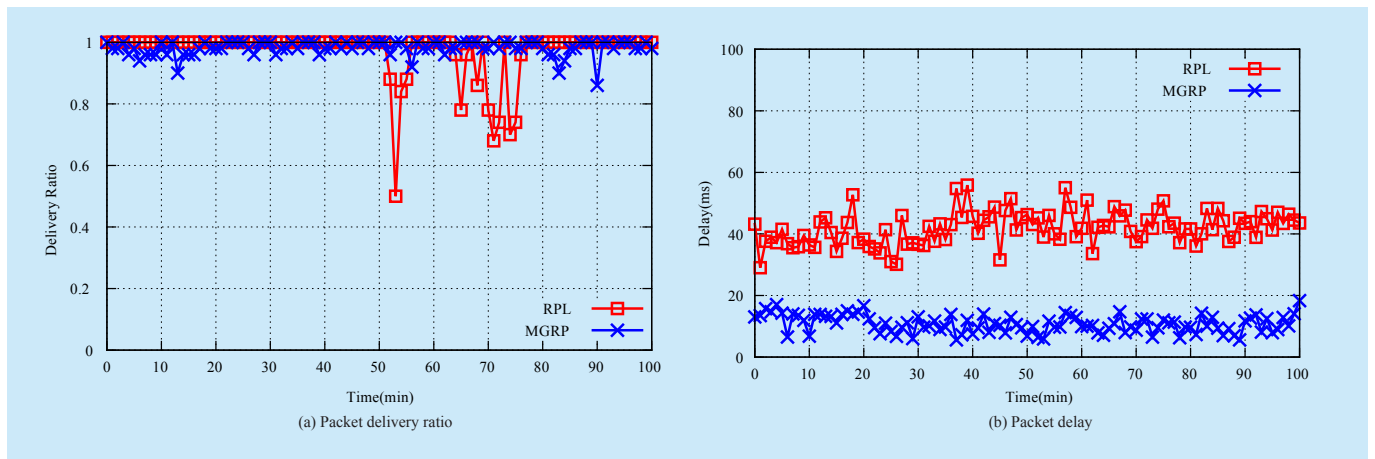 1
0.8
0.6
0.4
0.2
0
Delivery Ratio
RPL
MGRP
0 10 20 30 40 50 60 70 80 90 100
Time(min)
(a) Packet delivery ratio
100
80
60
40
20
0
Delay(ms)
RPL
MGRP
0 10 20 30 40 50 60 70 80 90 100
Time(min)
(b) Packet delay